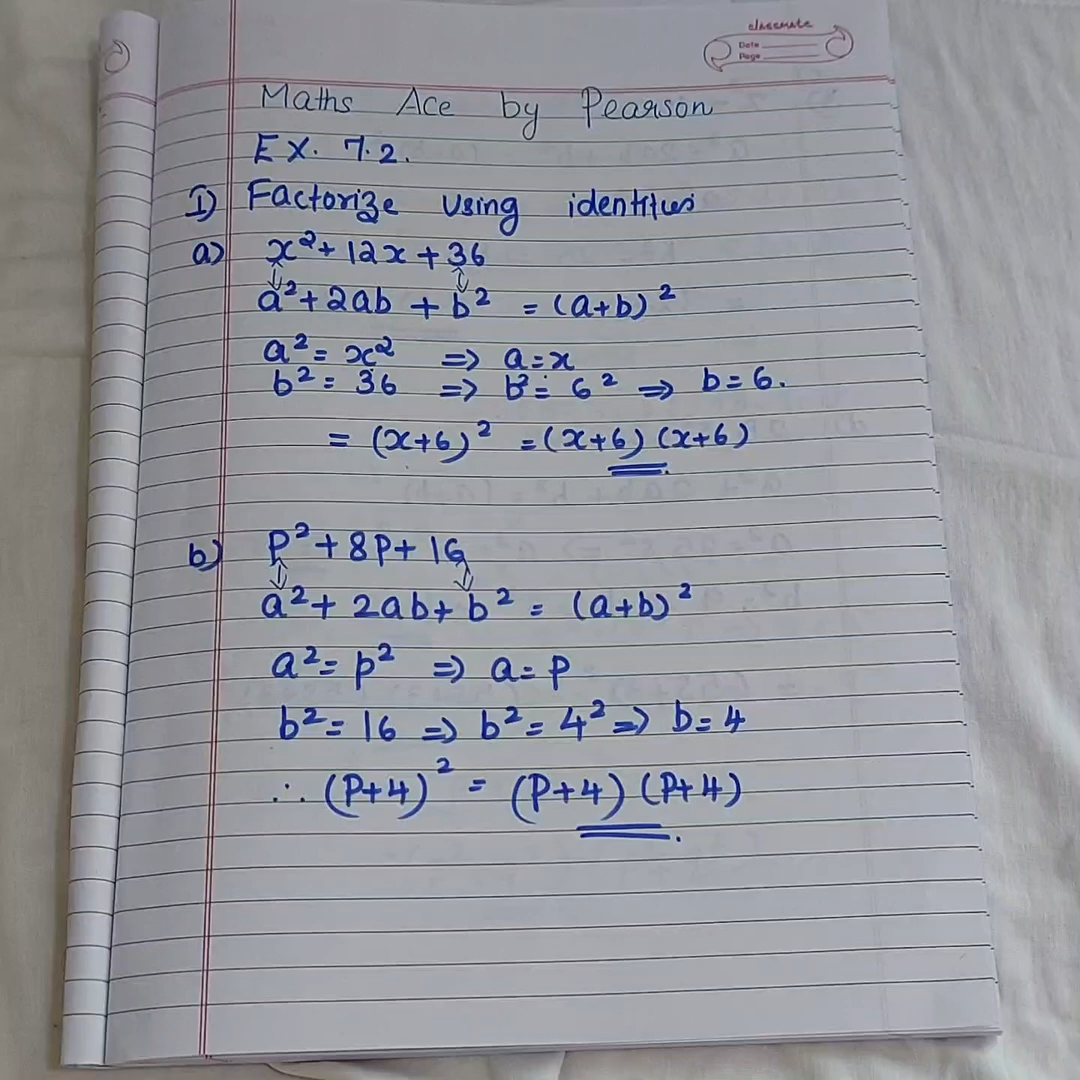 classmate
Date
Page
Maths Ace by Pearson
EX. 7.2.
1) Factorize using identities
a) x² + 12x + 36
a² + 2ab + b² = (a+b)²
a² = x² ⇒ a = x
b² = 36 ⇒ b² = 6² ⇒ b = 6.
= (x+6)² = (x+6) (x+6)
b) P² + 8P + 16
a² + 2ab + b² = (a+b)²
a² = p² ⇒ a = p
b² = 16 ⇒ b² = 4² ⇒ b = 4
∴ (P+4)² = (P+4) (P+4)